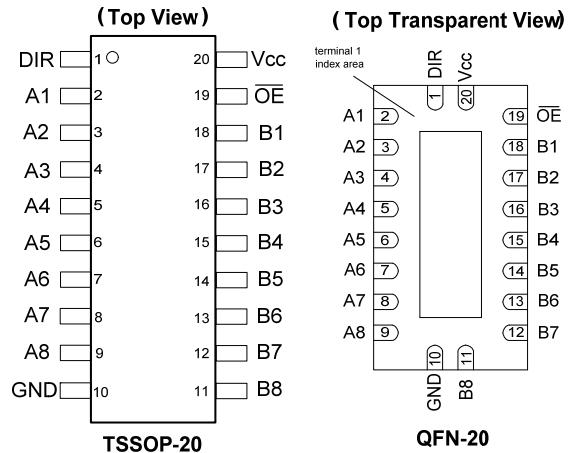 (Top View)
DIR 1 20 Vcc
A1 2 19 O̅E̅
A2 3 18 B1
A3 4 17 B2
A4 5 16 B3
A5 6 15 B4
A6 7 14 B5
A7 8 13 B6
A8 9 12 B7
GND 10 11 B8
TSSOP-20
(Top Transparent View)
terminal 1
index area
DIR Vcc
1 20
A1 2 19 O̅E̅
A2 3 18 B1
A3 4 17 B2
A4 5 16 B3
A5 6 15 B4
A6 7 14 B5
A7 8 13 B6
A8 9 12 B7
10 11
GND B8
QFN-20